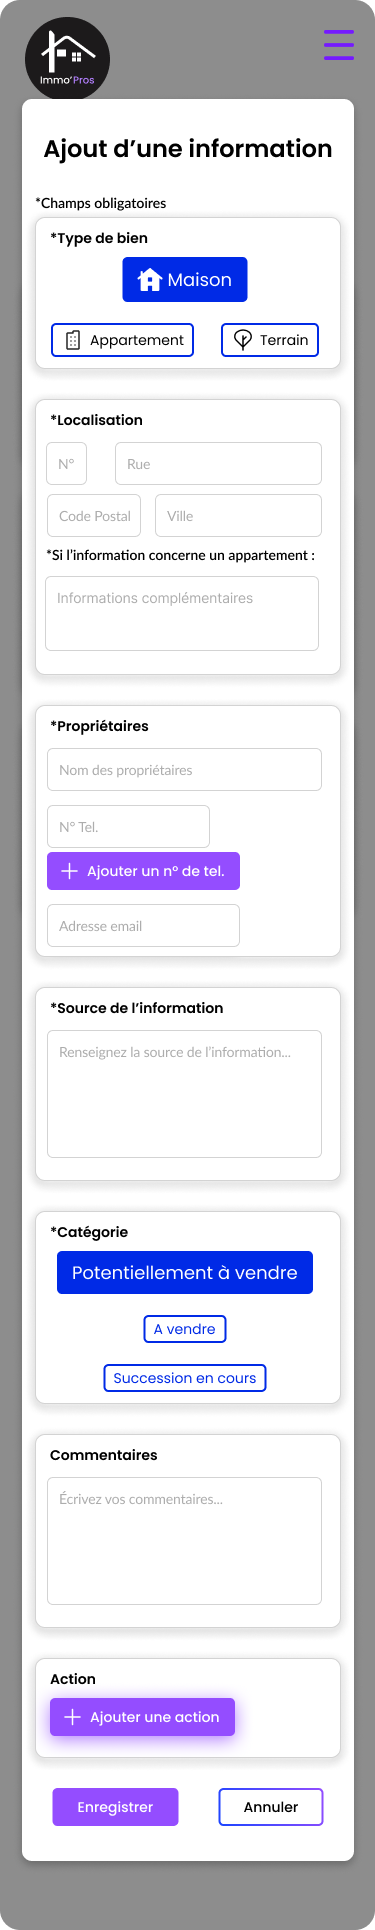 Immo'Pros
Ajout d’une information
*Champs obligatoires
*Type de bien
Maison
Appartement
Terrain
*Localisation
N°
Rue
Code Postal
Ville
*Si l’information concerne un appartement :
Informations complémentaires
*Propriétaires
Nom des propriétaires
N° Tel.
Ajouter un n° de tel.
Adresse email
*Source de l’information
Renseignez la source de l’information...
*Catégorie
Potentiellement à vendre
A vendre
Succession en cours
Commentaires
Écrivez vos commentaires...
Action
Ajouter une action
Enregistrer
Annuler